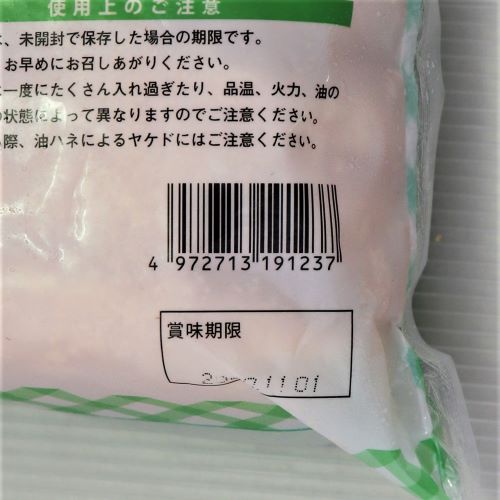 使用上のご注意
、未開封で保存した場合の期限です。
お早めにお召しあがりください。
一度にたくさん入れ過ぎたり、品温、火力、油の
の状態によって異なりますのでご注意ください。
際、油ハネによるヤケドにはご注意ください。
4 972713 191237
賞味期限
11.01